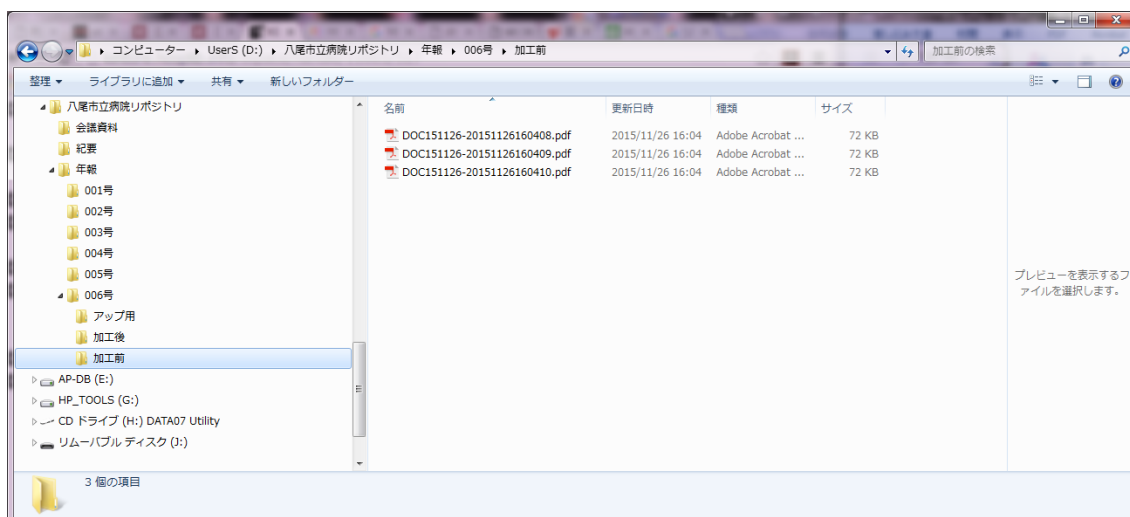 コンピューター ▸ UserS (D:) ▸ 八尾市立病院リポジトリ ▸ 年報 ▸ 006号 ▸ 加工前
加工前の検索
整理 ライブラリに追加 共有 新しいフォルダー
八尾市立病院リポジトリ
会議資料
紀要
年報
001号
002号
003号
004号
005号
006号
アップ用
加工後
加工前
AP-DB (E:)
HP_TOOLS (G:)
CD ドライブ (H:) DATA07 Utility
リムーバブル ディスク (J:)
名前 更新日時 種類 サイズ
DOC151126-20151126160408.pdf 2015/11/26 16:04 Adobe Acrobat ... 72 KB
DOC151126-20151126160409.pdf 2015/11/26 16:04 Adobe Acrobat ... 72 KB
DOC151126-20151126160410.pdf 2015/11/26 16:04 Adobe Acrobat ... 72 KB
プレビューを表示するフ
ァイルを選択します。
3 個の項目